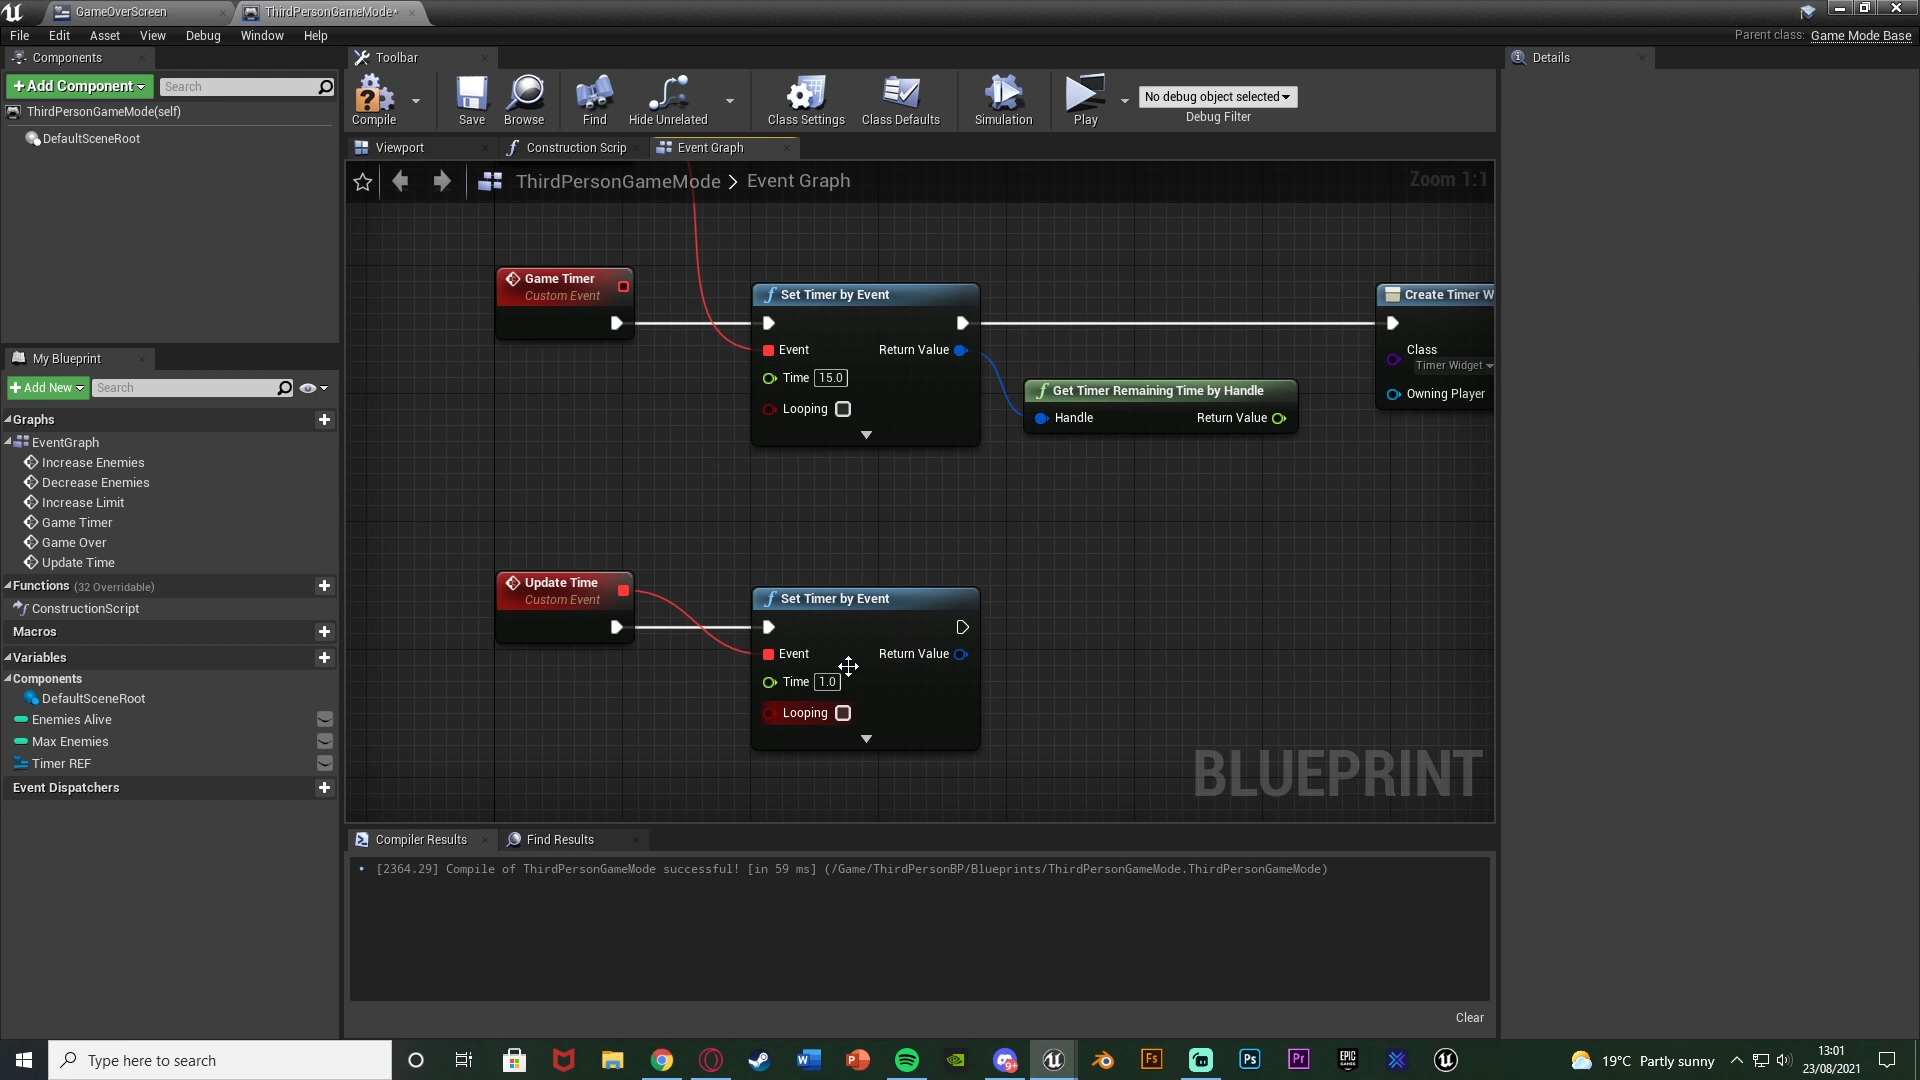 GameOverScreen
ThirdPersonGameMode*
File Edit Asset View Debug Window Help
Parent class: Game Mode Base
Components
Toolbar
Details
+Add Component
Search
ThirdPersonGameMode(self)
DefaultSceneRoot
Compile
Save
Browse
Find
Hide Unrelated
Class Settings
Class Defaults
Simulation
Play
No debug object selected
Debug Filter
Viewport
Construction Scrip
Event Graph
ThirdPersonGameMode > Event Graph
Zoom 1:1
Game Timer
Custom Event
Set Timer by Event
Event
Return Value
Time 15.0
Looping
Get Timer Remaining Time by Handle
Handle
Return Value
Create Timer W
Class
Timer Widget
Owning Player
Update Time
Custom Event
Set Timer by Event
Event
Return Value
Time 1.0
Looping
BLUEPRINT
My Blueprint
+Add New
Search
Graphs
EventGraph
Increase Enemies
Decrease Enemies
Increase Limit
Game Timer
Game Over
Update Time
Functions (32 Overridable)
ConstructionScript
Macros
Variables
Components
DefaultSceneRoot
Enemies Alive
Max Enemies
Timer REF
Event Dispatchers
Compiler Results
Find Results
• [2364.29] Compile of ThirdPersonGameMode successful! [in 59 ms] (/Game/ThirdPersonBP/Blueprints/ThirdPersonGameMode.ThirdPersonGameMode)
Clear
Type here to search
19°C Partly sunny
13:01
23/08/2021